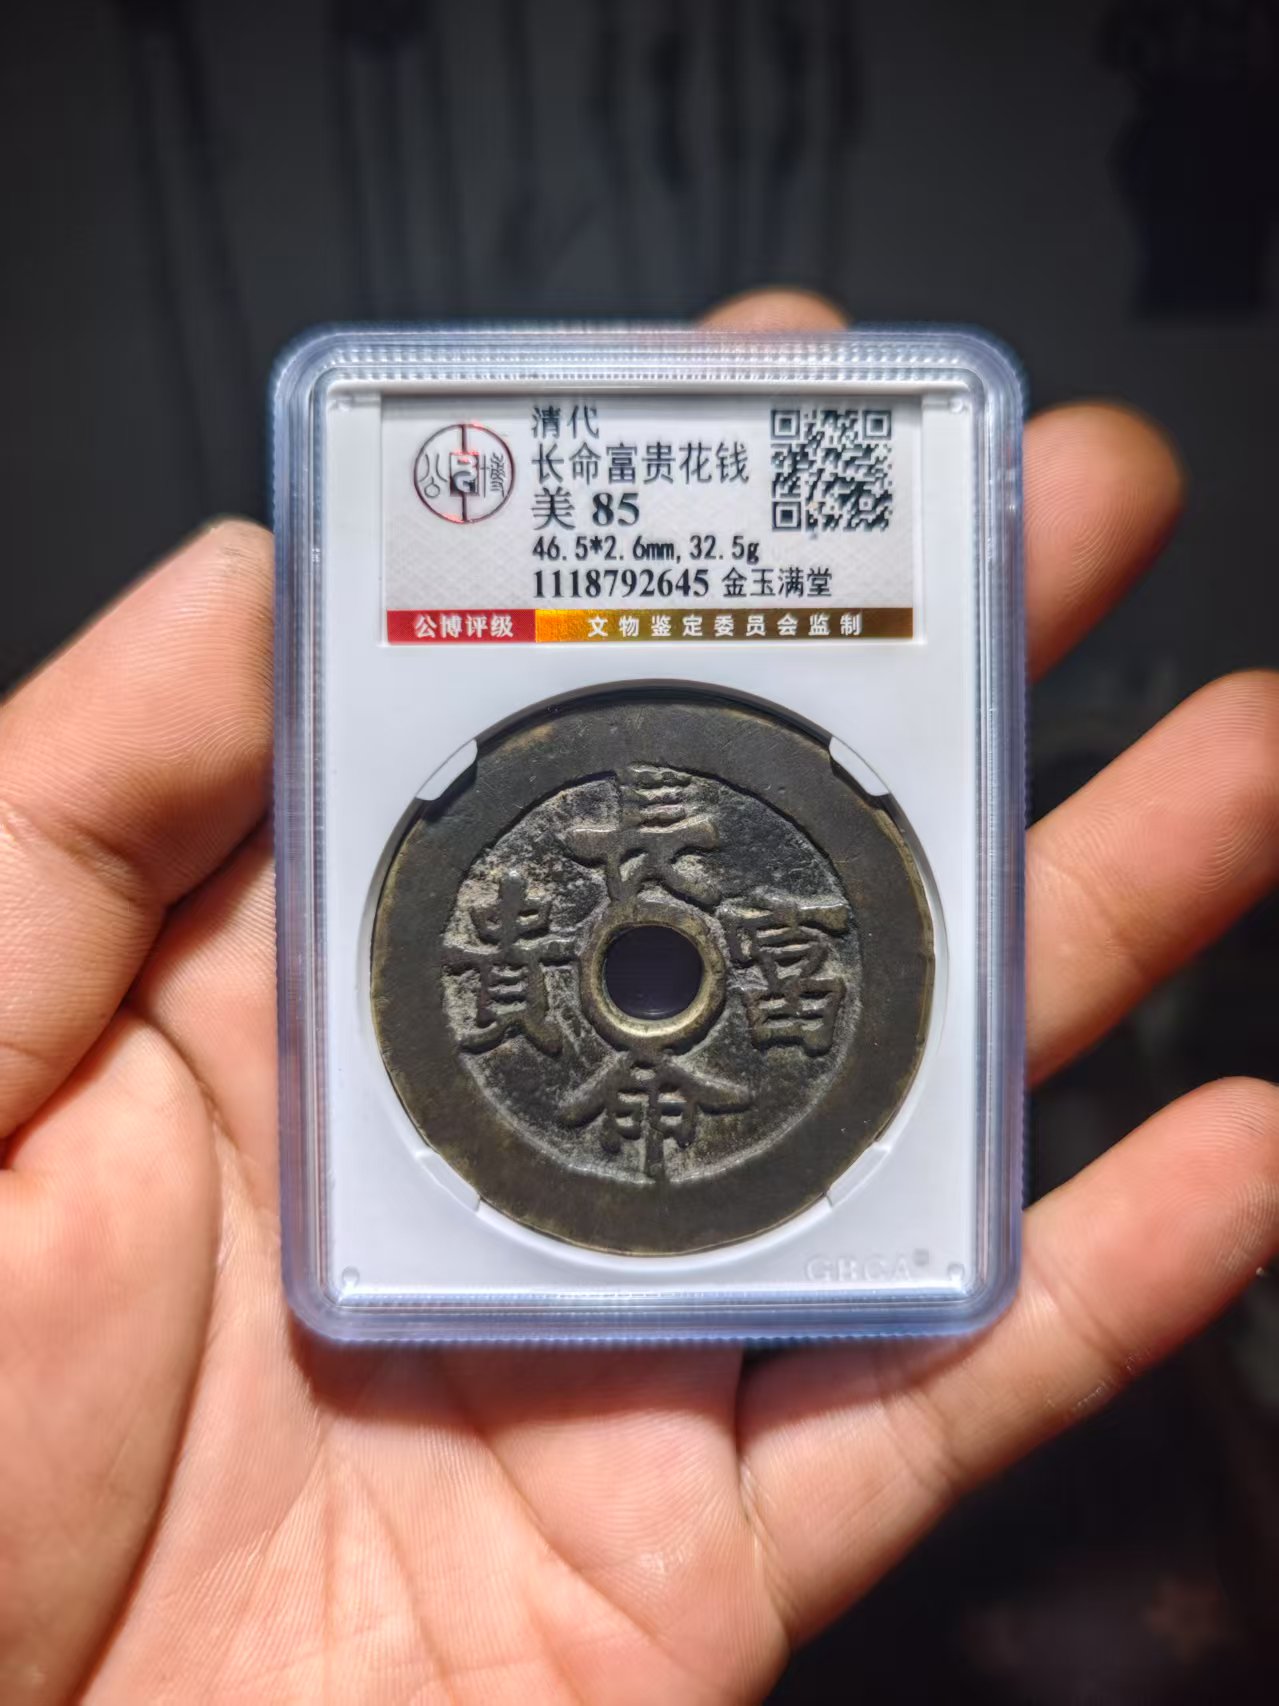 清代
长命富贵花钱
美 85
46.5*2.6mm, 32.5g
1118792645 金玉满堂
公博评级 文物鉴定委员会监制
公博
長命富貴
GBCA